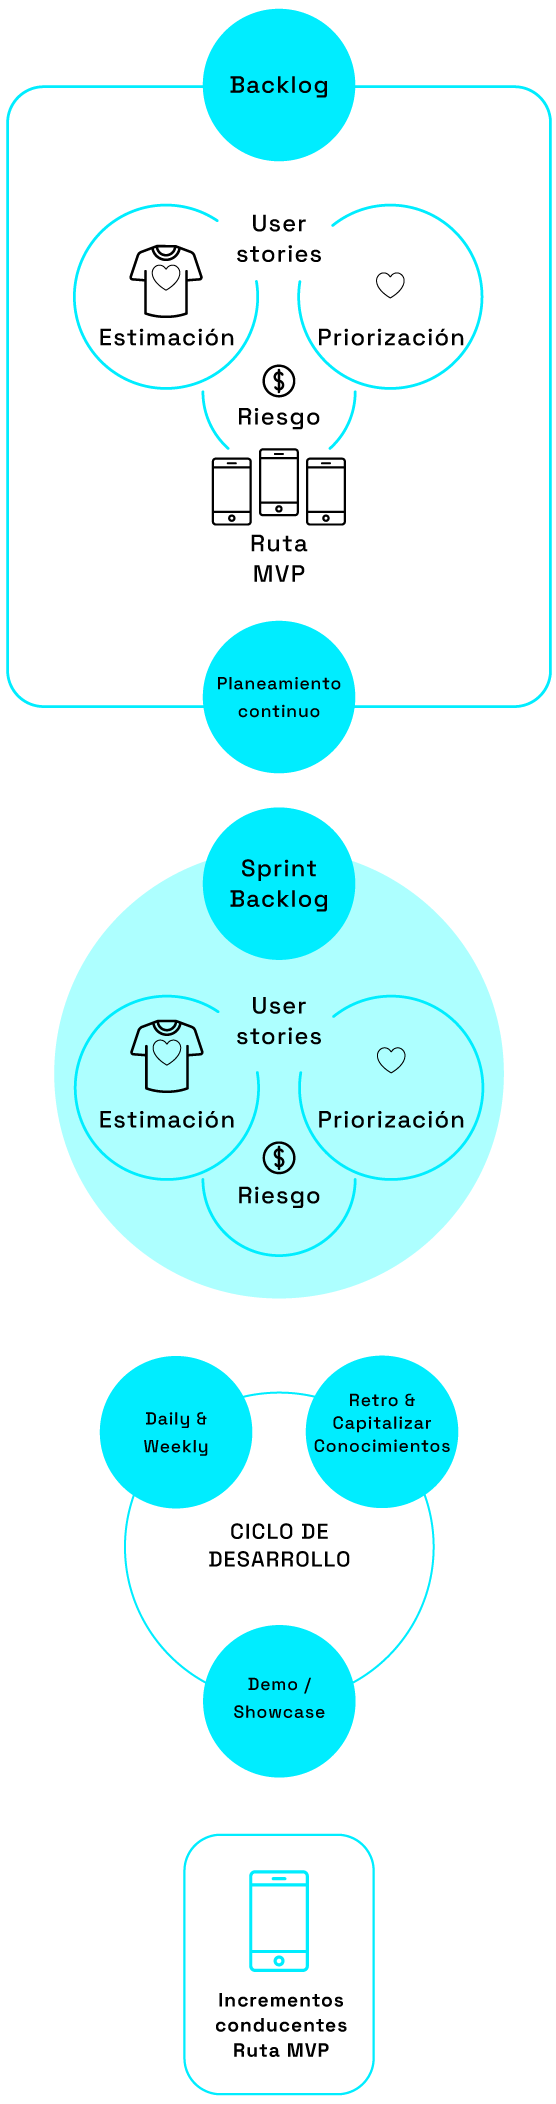 Backlog
User
stories
Estimación
Priorización
$
Riesgo
Ruta
MVP
Planeamiento
continuo
Sprint
Backlog
User
stories
Estimación
Priorización
$
Riesgo
Daily &
Weekly
Retro &
Capitalizar
Conocimientos
CICLO DE
DESARROLLO
Demo /
Showcase
Incrementos
conducentes
Ruta MVP